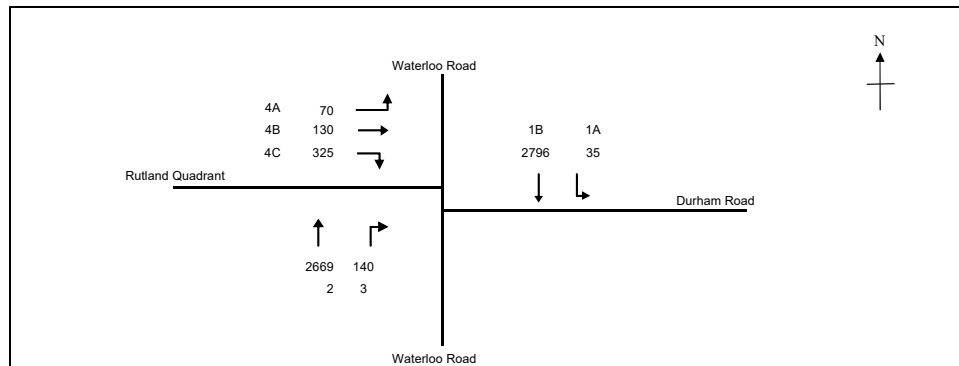 N
Waterloo Road
4A 70
4B 130
4C 325
1B 1A
2796 35
Rutland Quadrant
Durham Road
2669 140
2 3
Waterloo Road